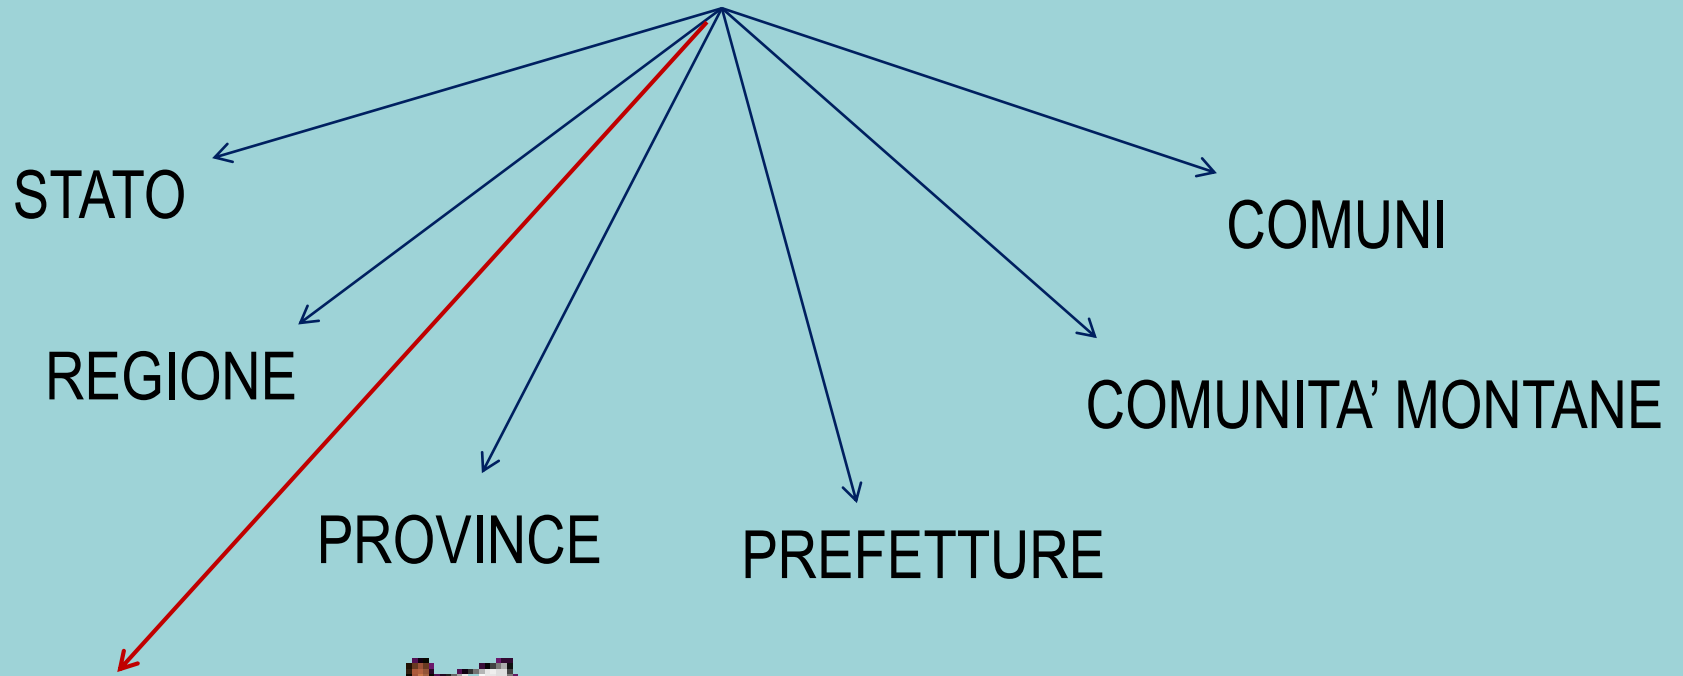 STATO
COMUNI
REGIONE
COMUNITA’ MONTANE
PROVINCE
PREFETTURE